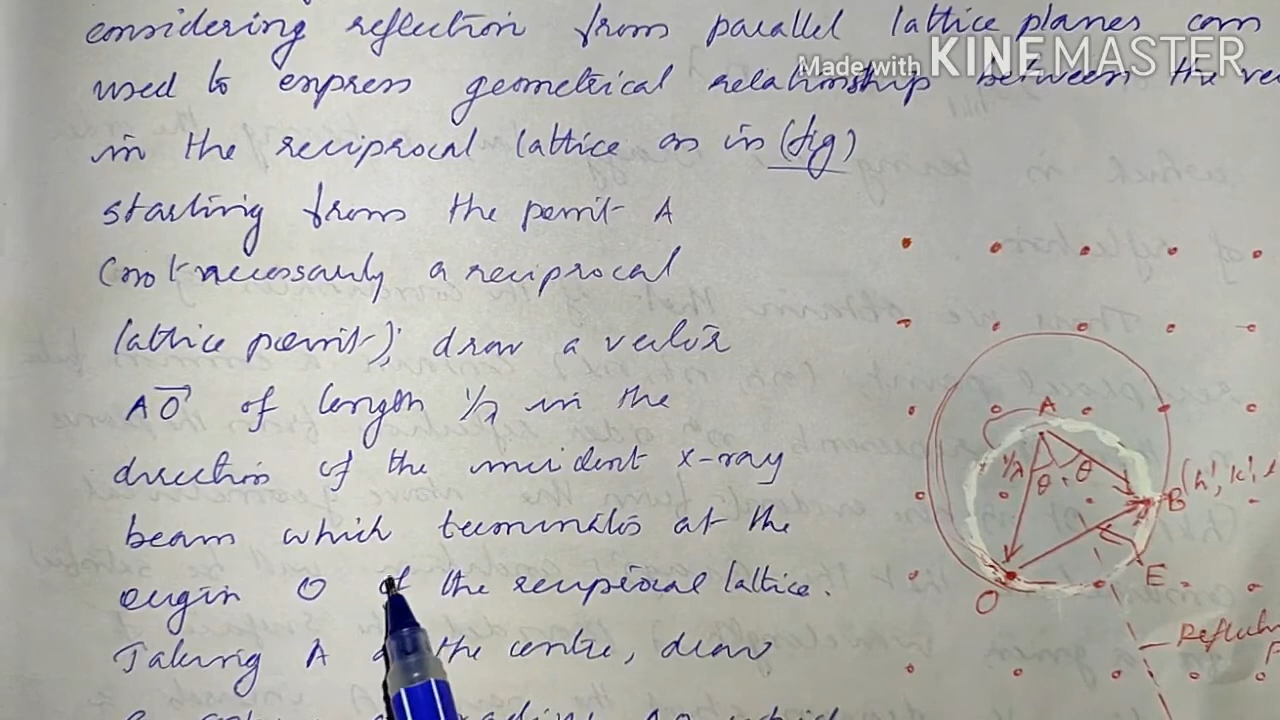 considering reflection from parallel lattice planes can
Made with KINEMASTER
used to express geometrical relationship between the ve
in the reciprocal lattice as in (fig)
starting from the point A
(not necessarily a reciprocal
lattice point), draw a vector
AO of length 1/λ in the
direction of the incident x-ray
beam which terminates at the
origin O of the reciprocal lattice.
Taking A as the centre, draw
A
1/λ θ θ
B (h', k', l
E
O
Reflectin